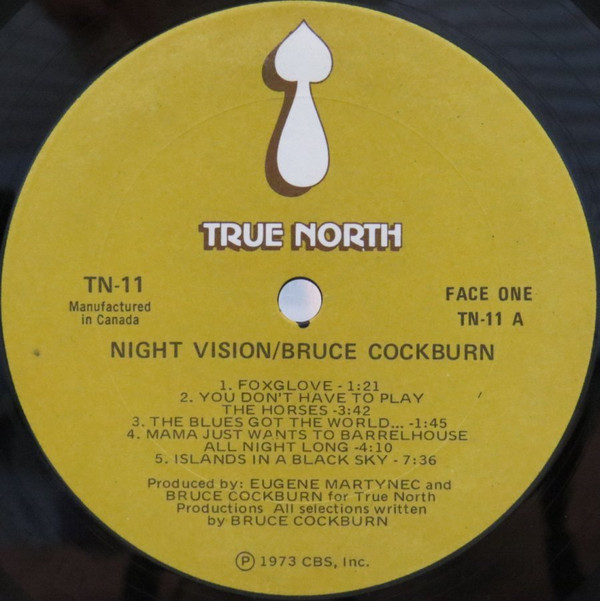 TRUE NORTH
TN-11
Manufactured
in Canada
FACE ONE
TN-11 A
NIGHT VISION/BRUCE COCKBURN
1. FOXGLOVE - 1:21
2. YOU DON'T HAVE TO PLAY
THE HORSES -3:42
3. THE BLUES GOT THE WORLD... -1:45
4. MAMA JUST WANTS TO BARRELHOUSE
ALL NIGHT LONG -4:10
5. ISLANDS IN A BLACK SKY - 7:36
Produced by: EUGENE MARTYNEC and
BRUCE COCKBURN for True North
Productions All selections written
by BRUCE COCKBURN
Ⓟ 1973 CBS, Inc.